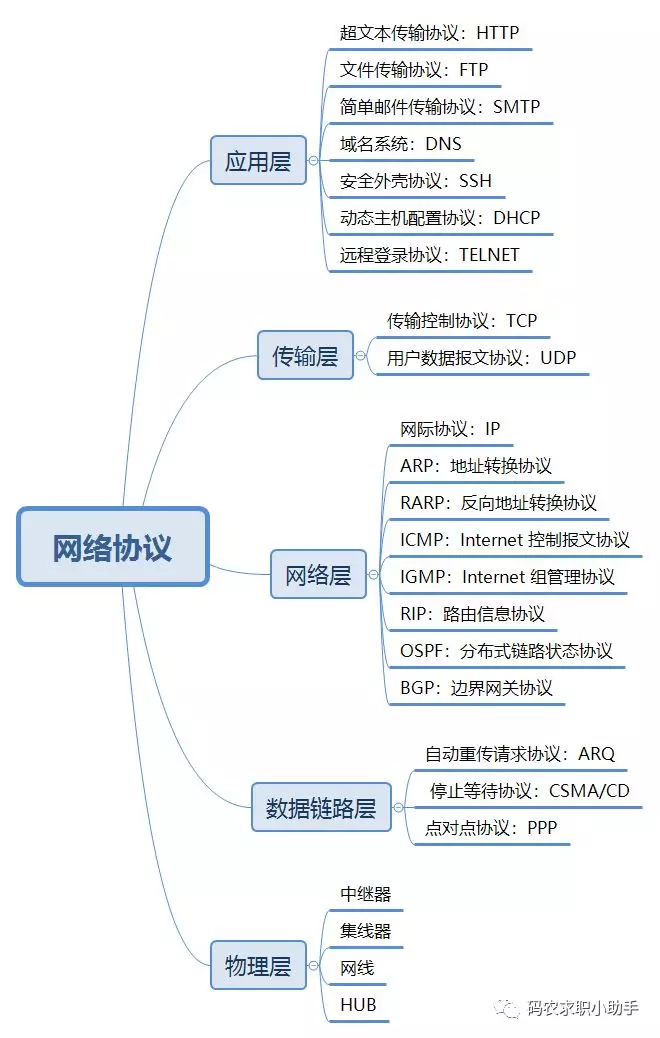 超文本传输协议：HTTP
文件传输协议：FTP
简单邮件传输协议：SMTP
域名系统：DNS
应用层
安全外壳协议：SSH
动态主机配置协议：DHCP
远程登录协议：TELNET
传输控制协议：TCP
传输层
用户数据报文协议：UDP
网际协议：IP
ARP：地址转换协议
RARP：反向地址转换协议
网络协议
ICMP：Internet 控制报文协议
网络层
IGMP：Internet 组管理协议
RIP：路由信息协议
OSPF：分布式链路状态协议
BGP：边界网关协议
自动重传请求协议：ARQ
数据链路层
停止等待协议：CSMA/CD
点对点协议：PPP
中继器
集线器
物理层
网线
HUB
码农求职小助手